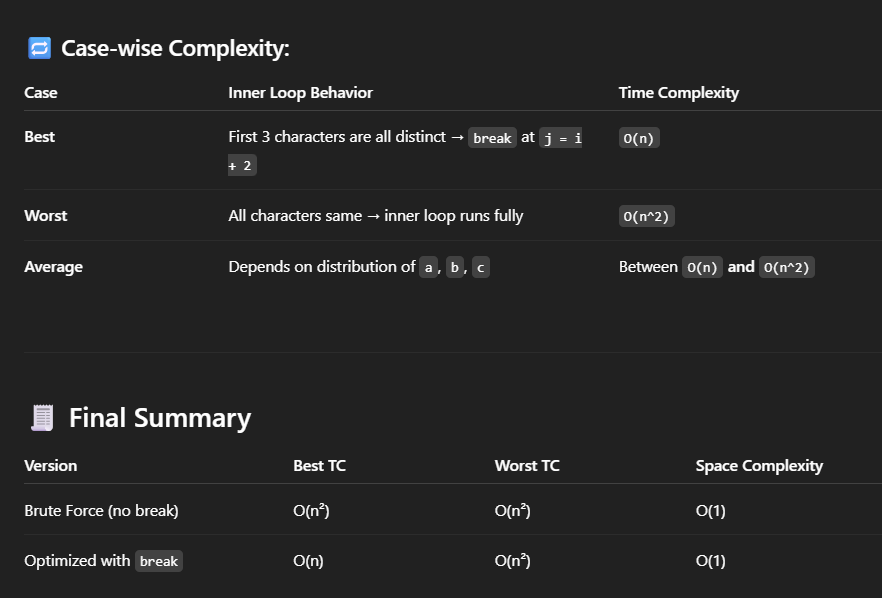 🔁 Case-wise Complexity:
Case Inner Loop Behavior Time Complexity
Best First 3 characters are all distinct → break at j = i O(n)
+ 2
Worst All characters same → inner loop runs fully O(n^2)
Average Depends on distribution of a, b, c Between O(n) and O(n^2)
🧾 Final Summary
Version Best TC Worst TC Space Complexity
Brute Force (no break) O(n²) O(n²) O(1)
Optimized with break O(n) O(n²) O(1)